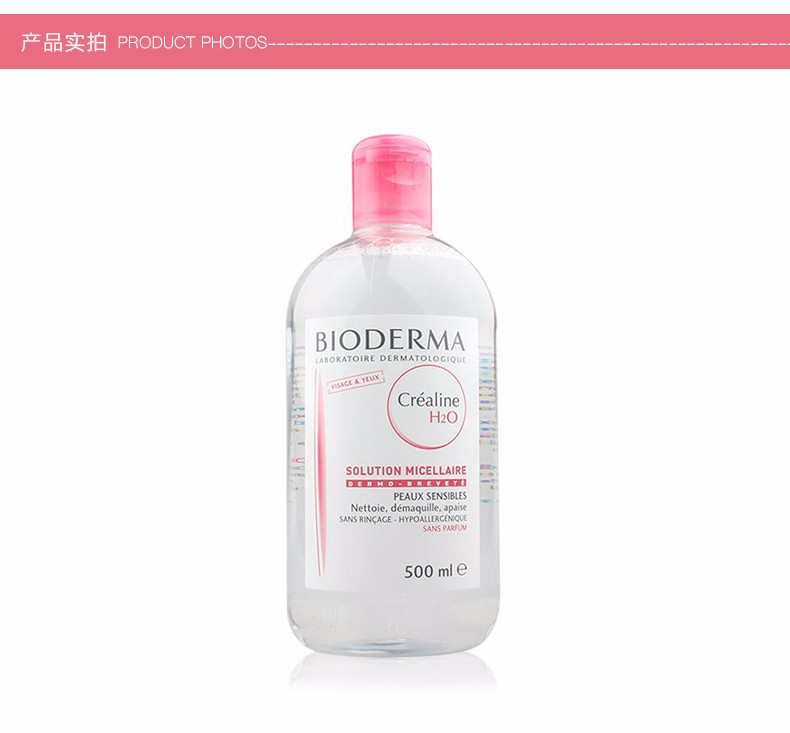 产品实拍 PRODUCT PHOTOS
BIODERMA
LABORATOIRE DERMATOLOGIQUE
VISAGE & YEUX
Créaline
H2O
SOLUTION MICELLAIRE
DERMO-BREVETÉ
PEAUX SENSIBLES
Nettoie, démaquille, apaise
SANS RINÇAGE - HYPOALLERGÉNIQUE
SANS PARFUM
500 ml ℮